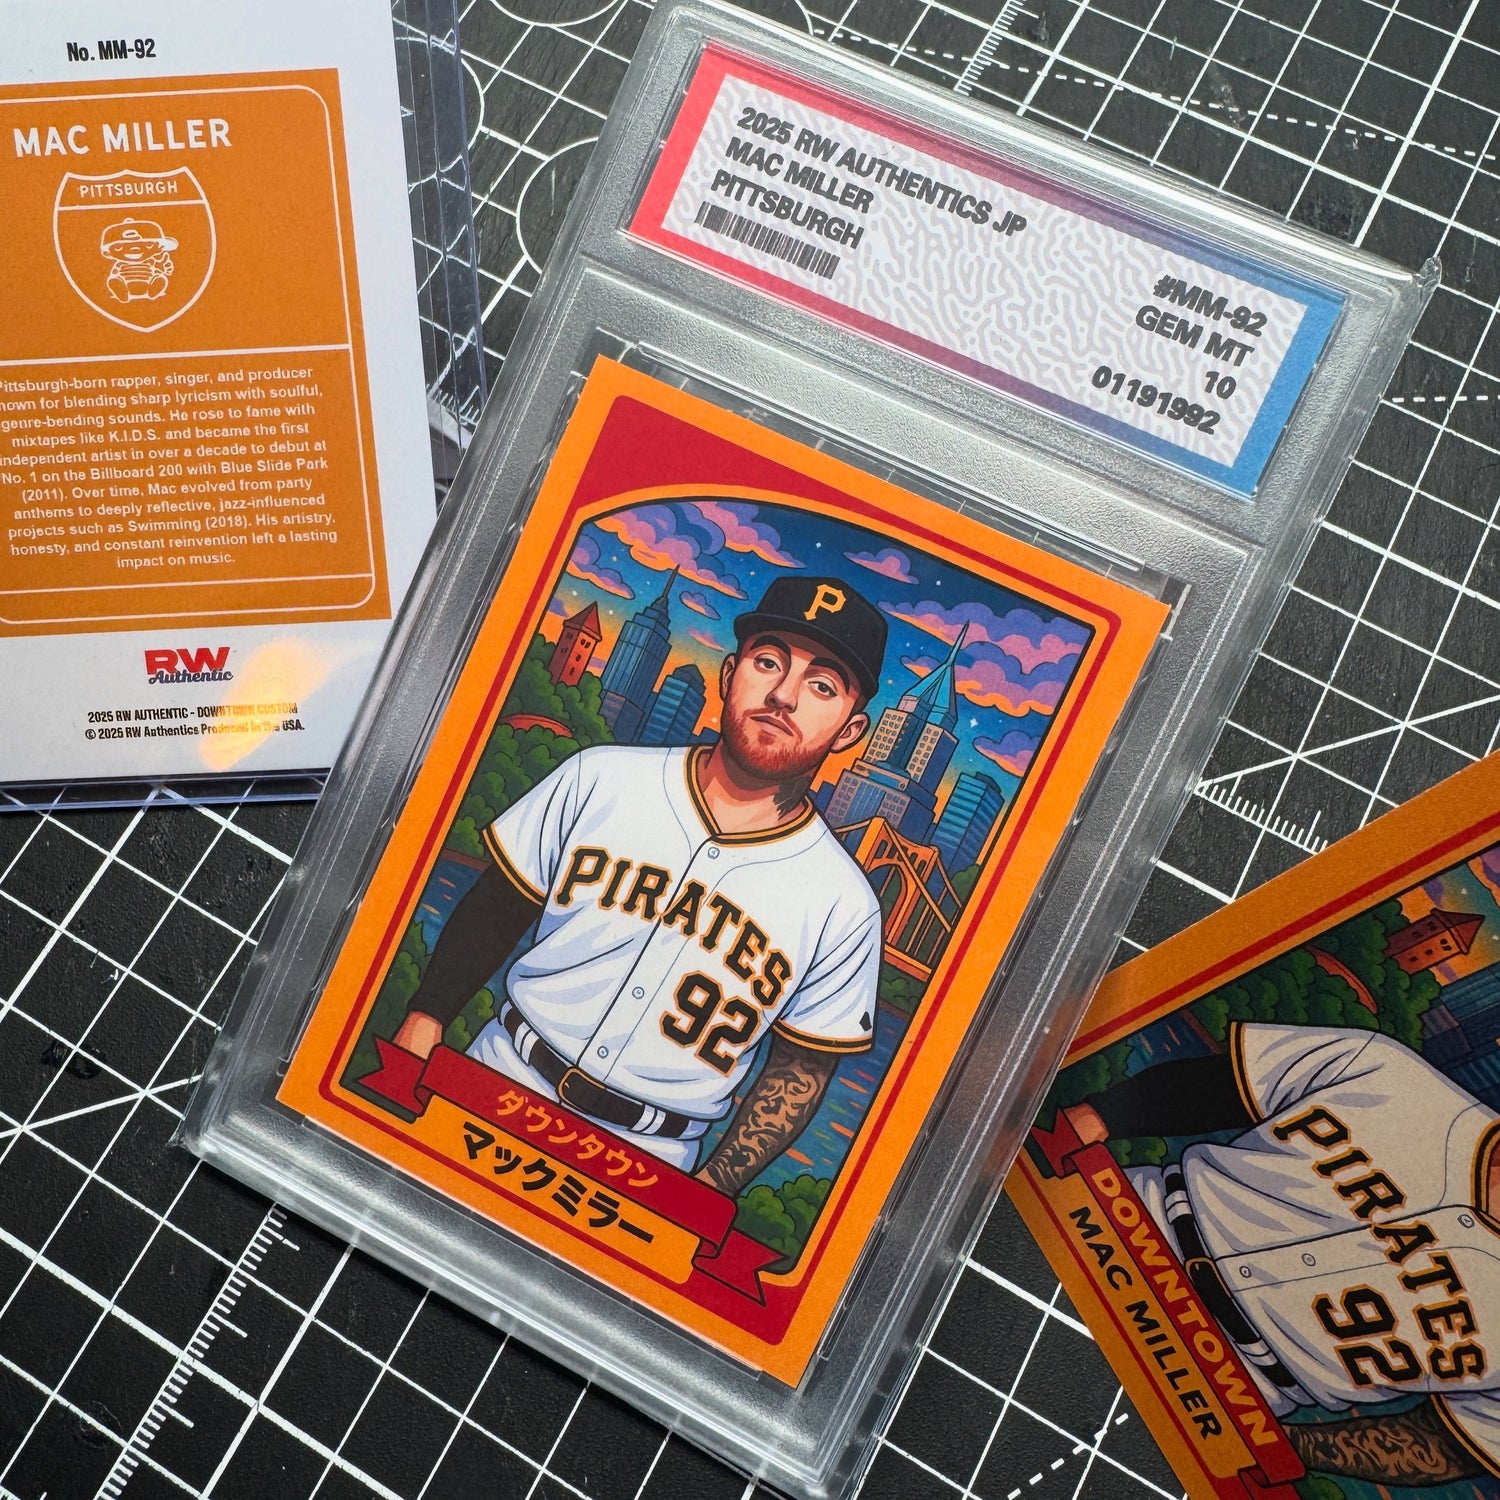 No. MM-92
MAC MILLER
PITTSBURGH
Pittsburgh-born rapper, singer, and producer
known for blending sharp lyricism with soulful,
genre-bending sounds. He rose to fame with
mixtapes like K.I.D.S. and became the first
independent artist in over a decade to debut at
No. 1 on the Billboard 200 with Blue Slide Park
(2011). Over time, Mac evolved from party
anthems to deeply reflective, jazz-influenced
projects such as Swimming (2018). His artistry,
honesty, and constant reinvention left a lasting
impact on music.
RW
Authentic
2025 RW AUTHENTIC - DOWNTOWN CUSTOM
© 2025 RW Authentics Produced in the USA.
2025 RW AUTHENTICS JP
MAC MILLER
PITTSBURGH
#MM-92
GEM MT
10
01191992
P
PIRATES
92
ダウンタウン
マックミラー
PIRATES
92
DOWNTOWN
MAC MILLER